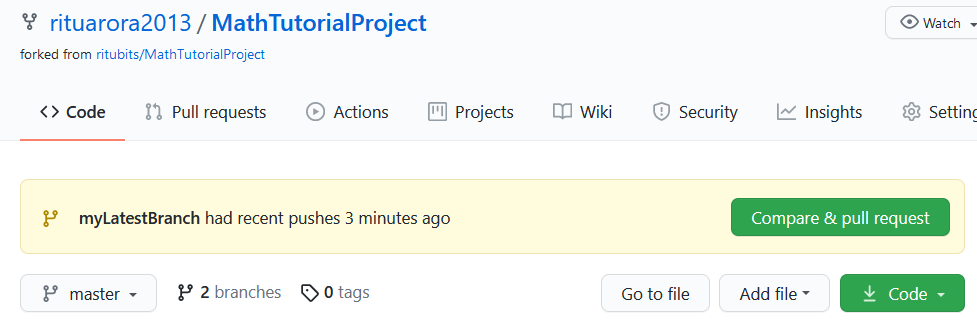 rituarora2013 / MathTutorialProject
Watch
forked from ritubits/MathTutorialProject
Code Pull requests Actions Projects Wiki Security Insights Setting
myLatestBranch had recent pushes 3 minutes ago Compare & pull request
master 2 branches 0 tags Go to file Add file Code